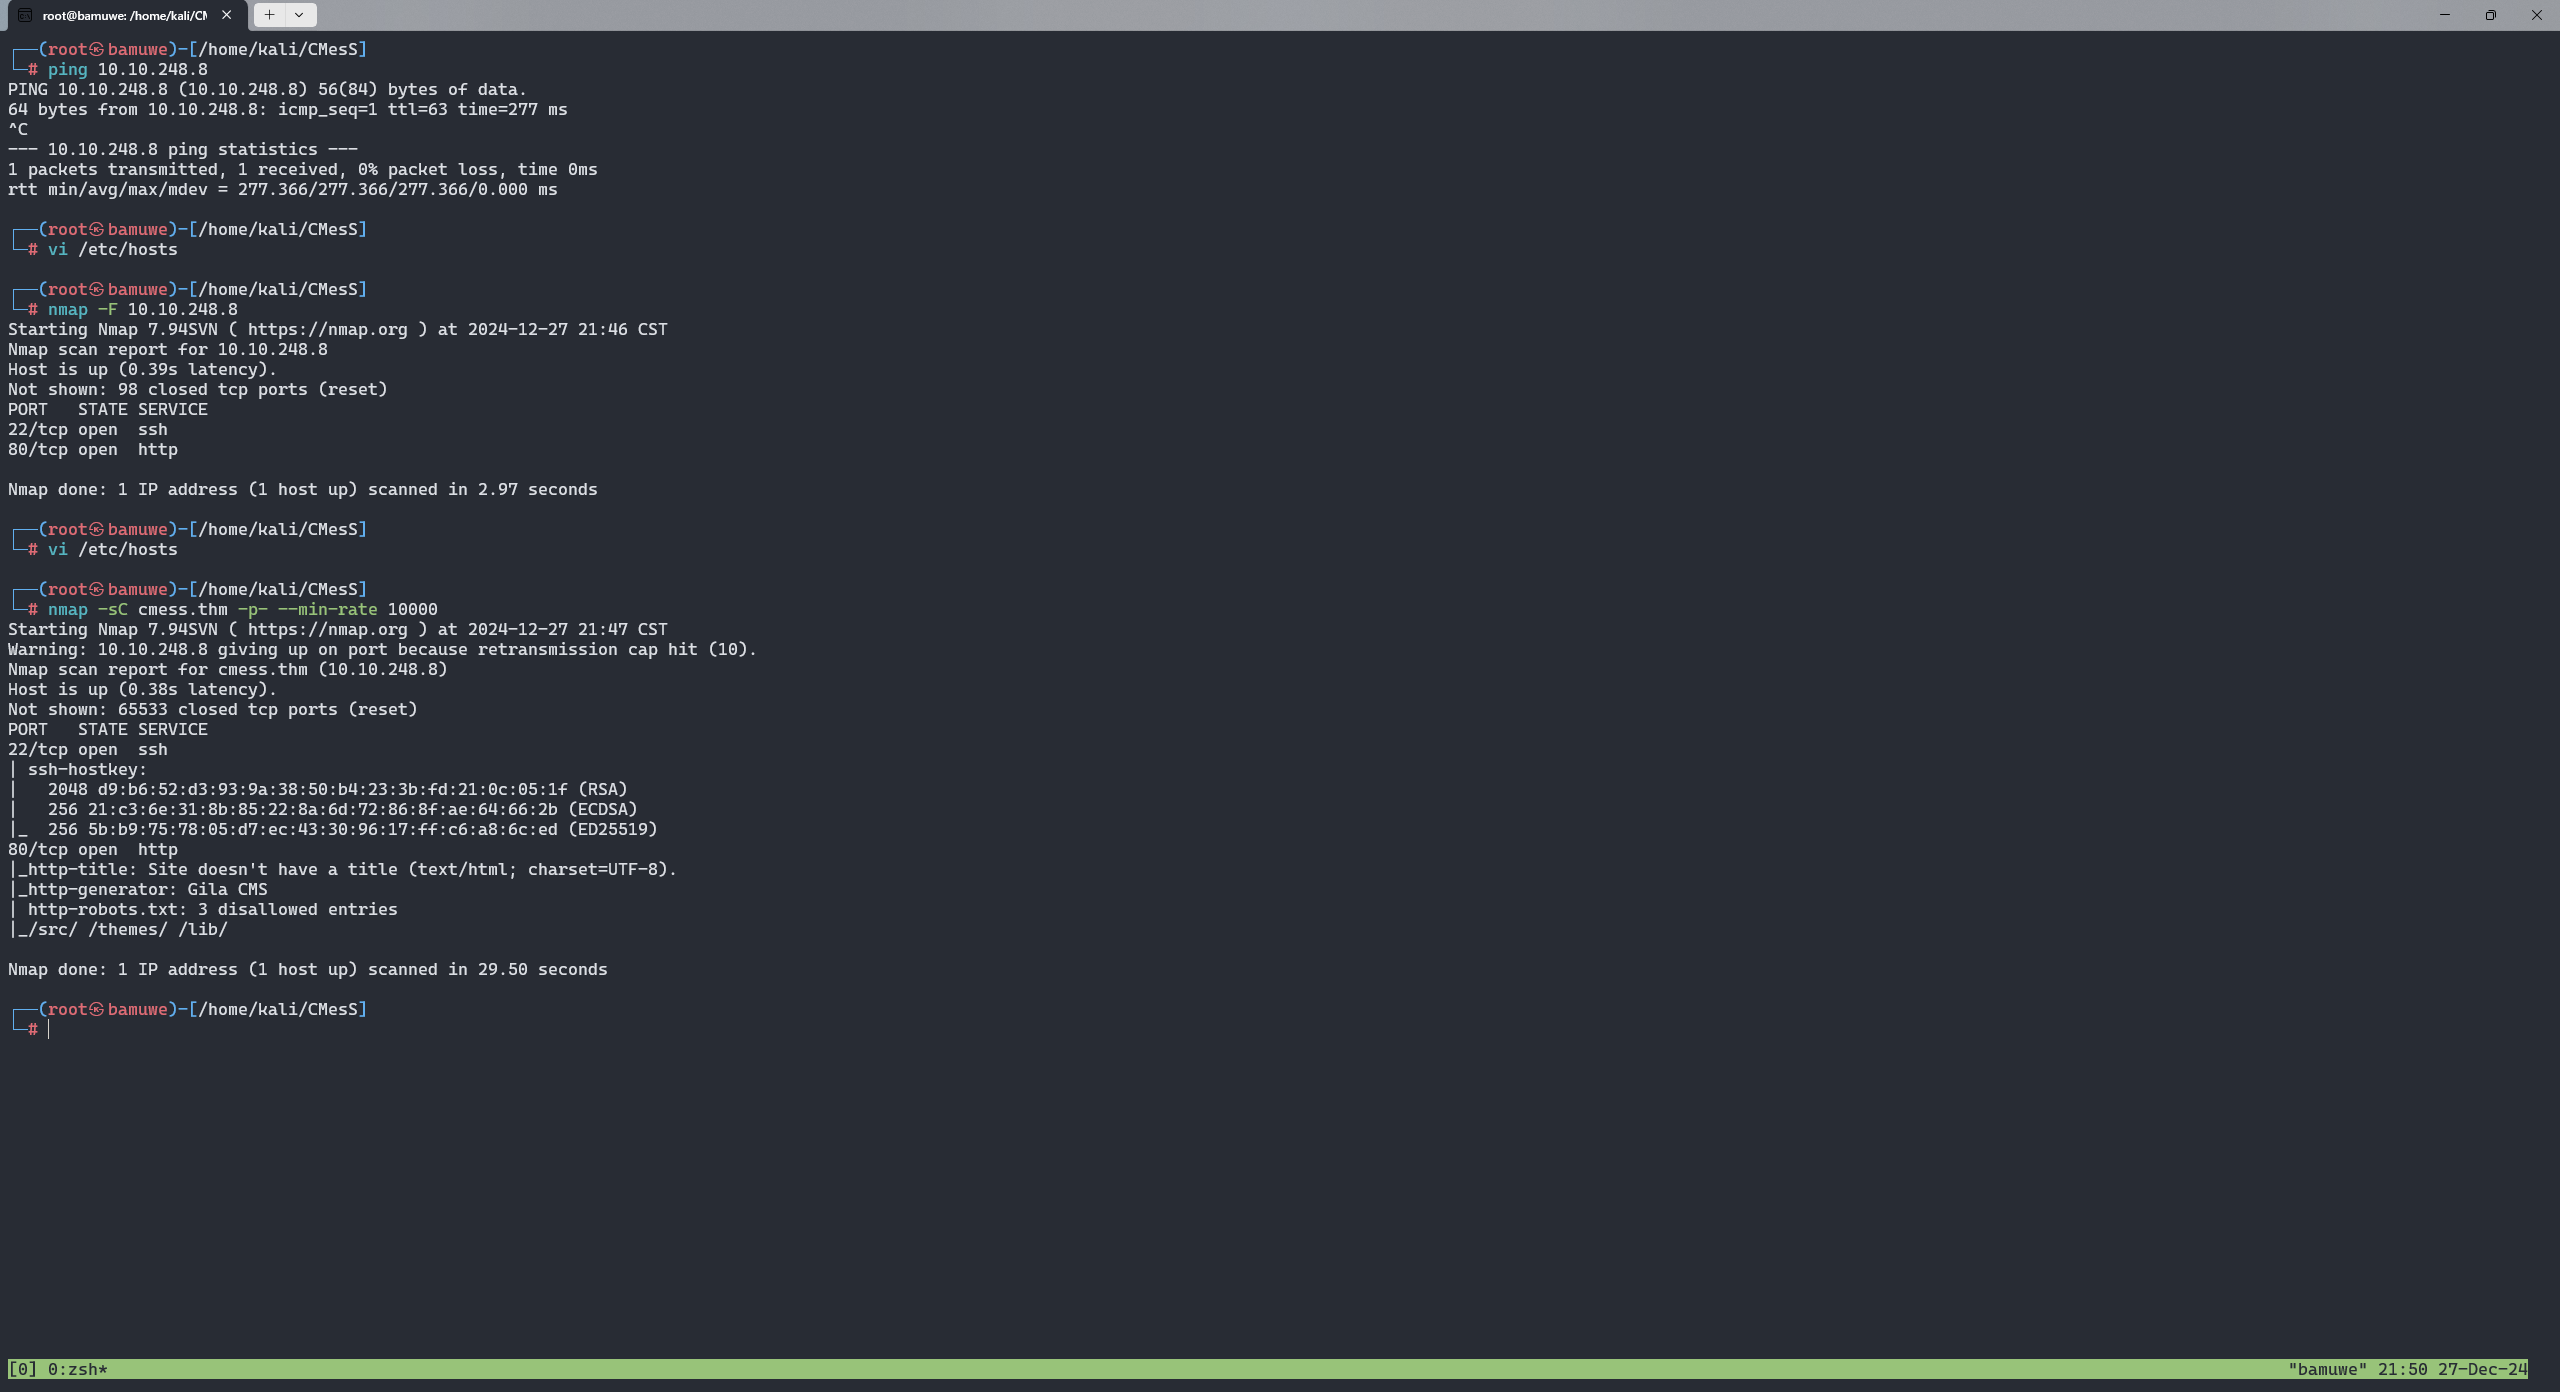 root@bamuwe: /home/kali/CM
┌──(root㉿bamuwe)-[/home/kali/CMesS]
└─# ping 10.10.248.8
PING 10.10.248.8 (10.10.248.8) 56(84) bytes of data.
64 bytes from 10.10.248.8: icmp_seq=1 ttl=63 time=277 ms
^C
--- 10.10.248.8 ping statistics ---
1 packets transmitted, 1 received, 0% packet loss, time 0ms
rtt min/avg/max/mdev = 277.366/277.366/277.366/0.000 ms
┌──(root㉿bamuwe)-[/home/kali/CMesS]
└─# vi /etc/hosts
┌──(root㉿bamuwe)-[/home/kali/CMesS]
└─# nmap -F 10.10.248.8
Starting Nmap 7.94SVN ( https://nmap.org ) at 2024-12-27 21:46 CST
Nmap scan report for 10.10.248.8
Host is up (0.39s latency).
Not shown: 98 closed tcp ports (reset)
PORT   STATE SERVICE
22/tcp open  ssh
80/tcp open  http
Nmap done: 1 IP address (1 host up) scanned in 2.97 seconds
┌──(root㉿bamuwe)-[/home/kali/CMesS]
└─# vi /etc/hosts
┌──(root㉿bamuwe)-[/home/kali/CMesS]
└─# nmap -sC cmess.thm -p- --min-rate 10000
Starting Nmap 7.94SVN ( https://nmap.org ) at 2024-12-27 21:47 CST
Warning: 10.10.248.8 giving up on port because retransmission cap hit (10).
Nmap scan report for cmess.thm (10.10.248.8)
Host is up (0.38s latency).
Not shown: 65533 closed tcp ports (reset)
PORT   STATE SERVICE
22/tcp open  ssh
| ssh-hostkey:
|   2048 d9:b6:52:d3:93:9a:38:50:b4:23:3b:fd:21:0c:05:1f (RSA)
|   256 21:c3:6e:31:8b:85:22:8a:6d:72:86:8f:ae:64:66:2b (ECDSA)
|_  256 5b:b9:75:78:05:d7:ec:43:30:96:17:ff:c6:a8:6c:ed (ED25519)
80/tcp open  http
|_http-title: Site doesn't have a title (text/html; charset=UTF-8).
|_http-generator: Gila CMS
| http-robots.txt: 3 disallowed entries
|_/src/ /themes/ /lib/
Nmap done: 1 IP address (1 host up) scanned in 29.50 seconds
┌──(root㉿bamuwe)-[/home/kali/CMesS]
└─#
[0] 0:zsh* "bamuwe" 21:50 27-Dec-24